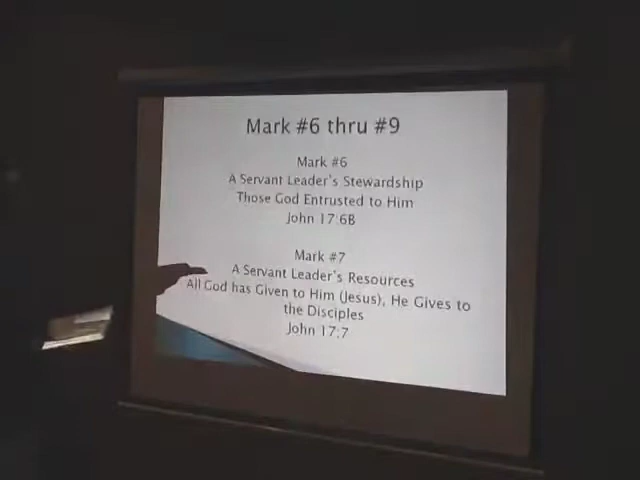 Mark #6 thru #9
Mark #6
A Servant Leader's Stewardship
Those God Entrusted to Him
John 17:6B
Mark #7
A Servant Leader's Resources
All God has Given to Him (Jesus), He Gives to
the Disciples
John 17:7